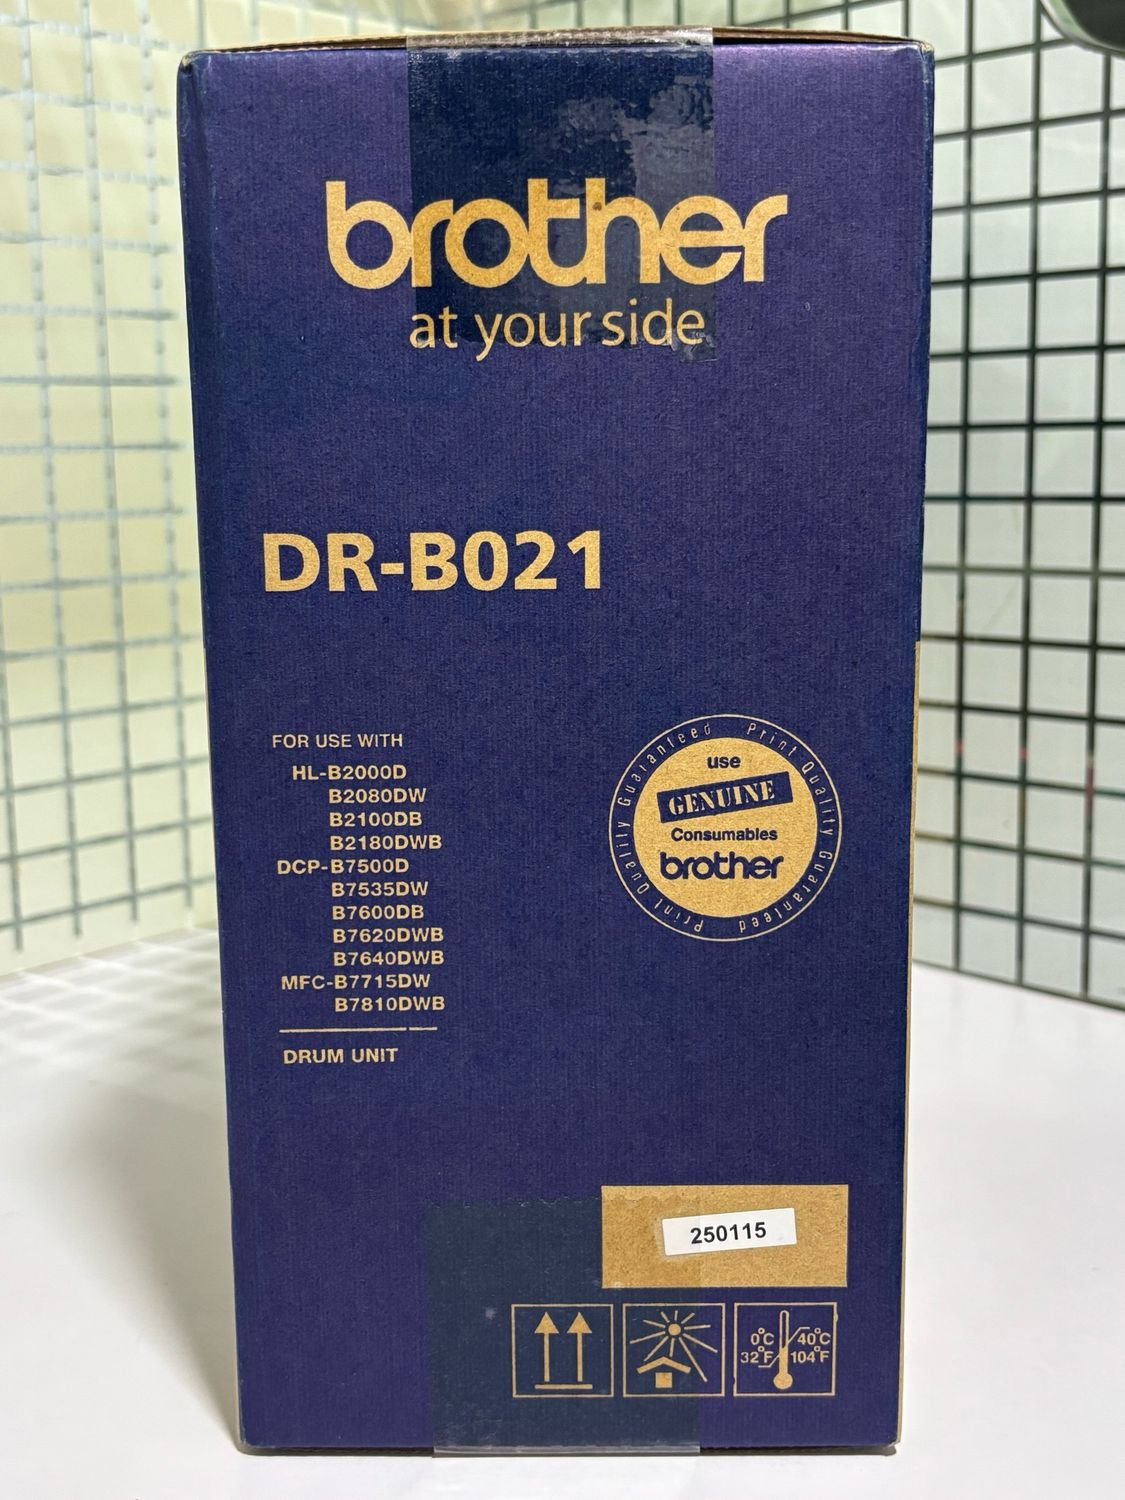 brother
at your side
DR-B021
FOR USE WITH
HL-B2000D
B2080DW
B2100DB
B2180DWB
DCP-B7500D
B7535DW
B7600DB
B7620DWB
B7640DWB
MFC-B7715DW
B7810DWB
DRUM UNIT
Print Quality Guaranteed Print Quality Guaranteed
use
GENUINE
Consumables
brother
250115
0°C 40°C
32°F 104°F